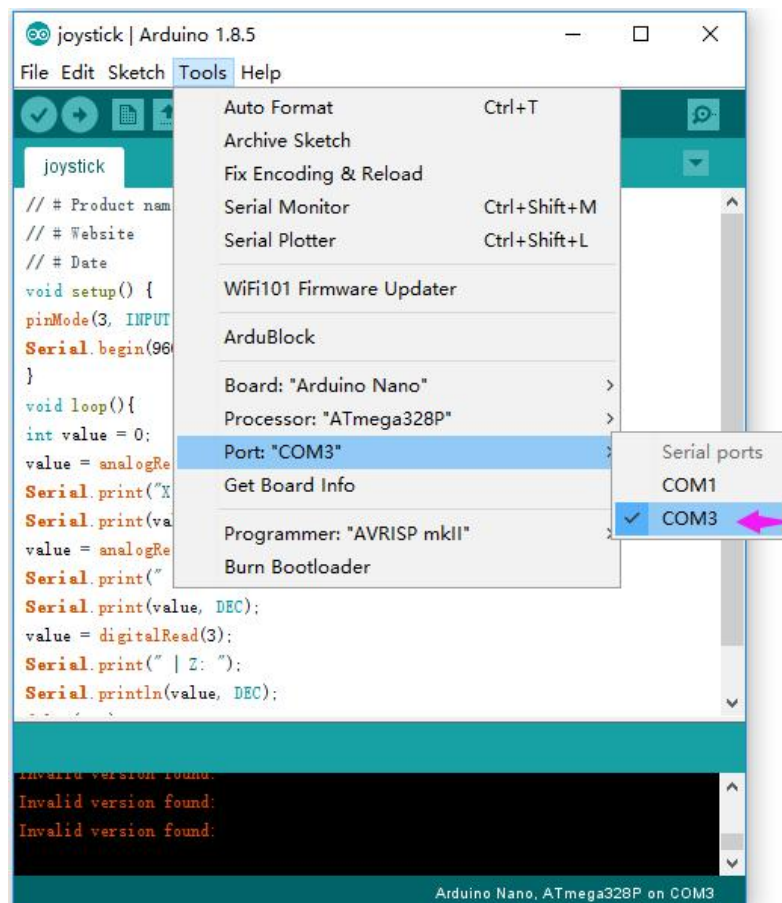 joystick | Arduino 1.8.5
File Edit Sketch Tools Help
joystick
Auto Format Ctrl+T
Archive Sketch
Fix Encoding & Reload
Serial Monitor Ctrl+Shift+M
Serial Plotter Ctrl+Shift+L
WiFi101 Firmware Updater
ArduBlock
Board: "Arduino Nano"
Processor: "ATmega328P"
Port: "COM3"
Get Board Info
Programmer: "AVRISP mkII"
Burn Bootloader
Serial ports
COM1
COM3
// # Product nam
// # Website
// # Date
void setup() {
pinMode(3, INPUT
Serial.begin(960
}
void loop(){
int value = 0;
value = analogRe
Serial.print("X
Serial.print(va
value = analogRe
Serial.print("
Serial.print(value, DEC);
value = digitalRead(3);
Serial.print(" | Z: ");
Serial.println(value, DEC);
Invalid version found:
Invalid version found:
Invalid version found:
Arduino Nano, ATmega328P on COM3